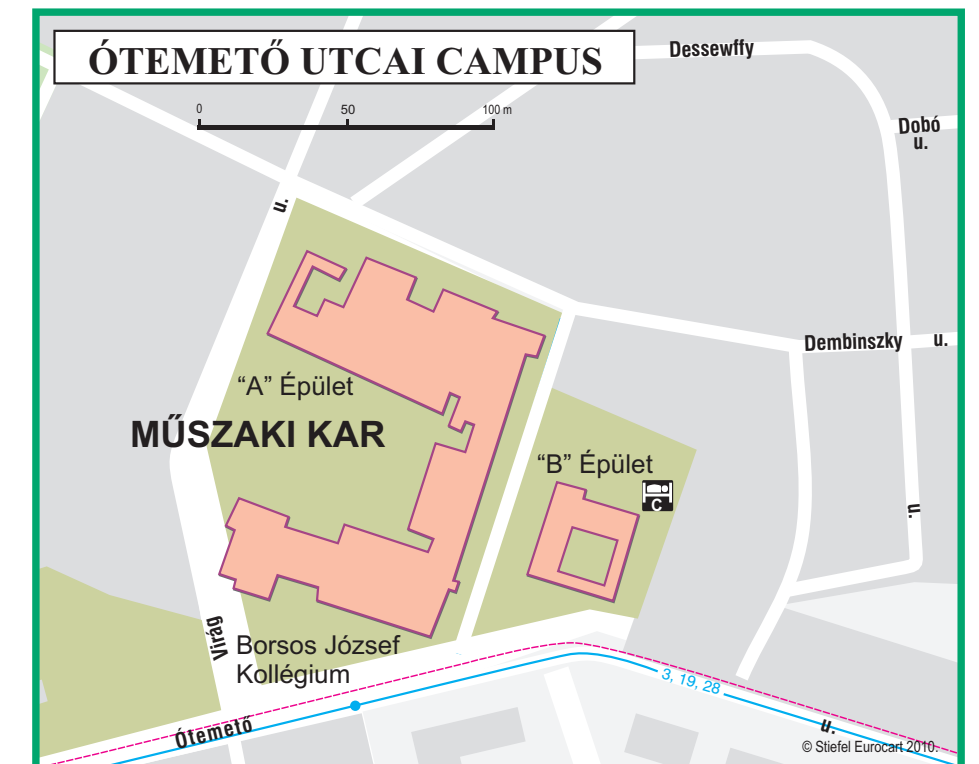 ÓTEMETŐ UTCAI CAMPUS
Dessewffy
0 50 100 m
Dobó
u.
u.
Dembinszky u.
“A” Épület
MŰSZAKI KAR
“B” Épület
C
u.
Virág
Borsos József
Kollégium
3, 19, 28
Ótemető
u.
© Stiefel Eurocart 2010.